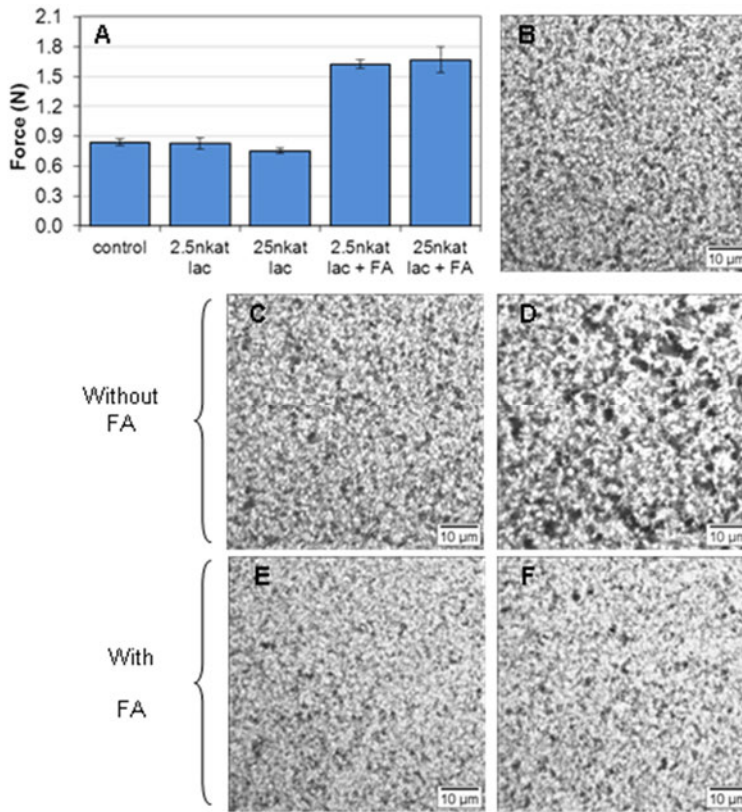 A
Force (N)
2.1
1.8
1.5
1.2
0.9
0.6
0.3
0.0
control
2.5nkat
lac
25nkat
lac
2.5nkat
lac + FA
25nkat
lac + FA
B
10 µm
Without
FA
C
10 µm
D
10 µm
With
FA
E
10 µm
F
10 µm